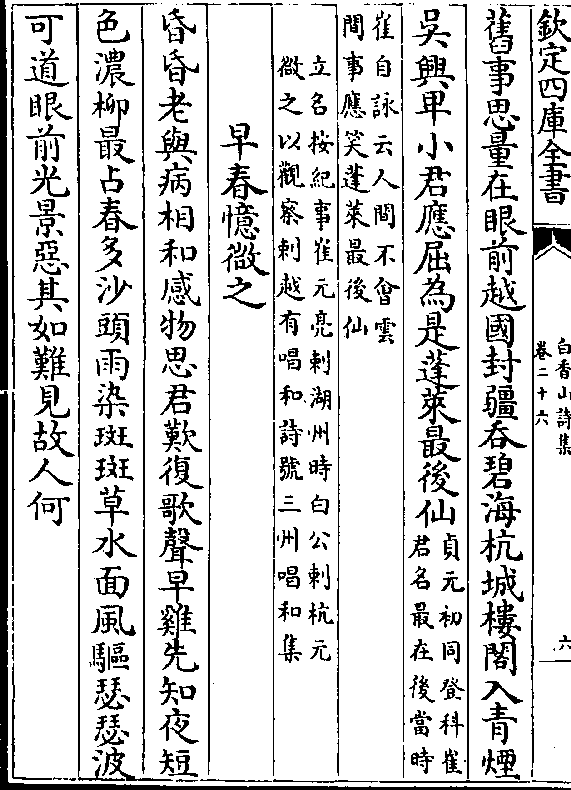 欽定四庫全書
白香山詩集
卷二十六
六
舊事思量在眼前越國封疆吞碧海杭城樓閣入青煙
吳興卑小君應屈為是蓬萊最後仙
貞元初同登科崔
君名最在後當時
崔自詠云人間不會雲
間事應笑蓬萊最後仙
立名桉紀事崔元亮刺湖州時白公刺杭元
微之以觀察刺越有唱和詩號三州唱和集
早春憶微之
昏昏老與病相和感物思君歎復歌聲早雞先知夜短
色濃柳最占春多沙頭雨染斑斑草水面風驅瑟瑟波
可道眼前光景惡其如難見故人何